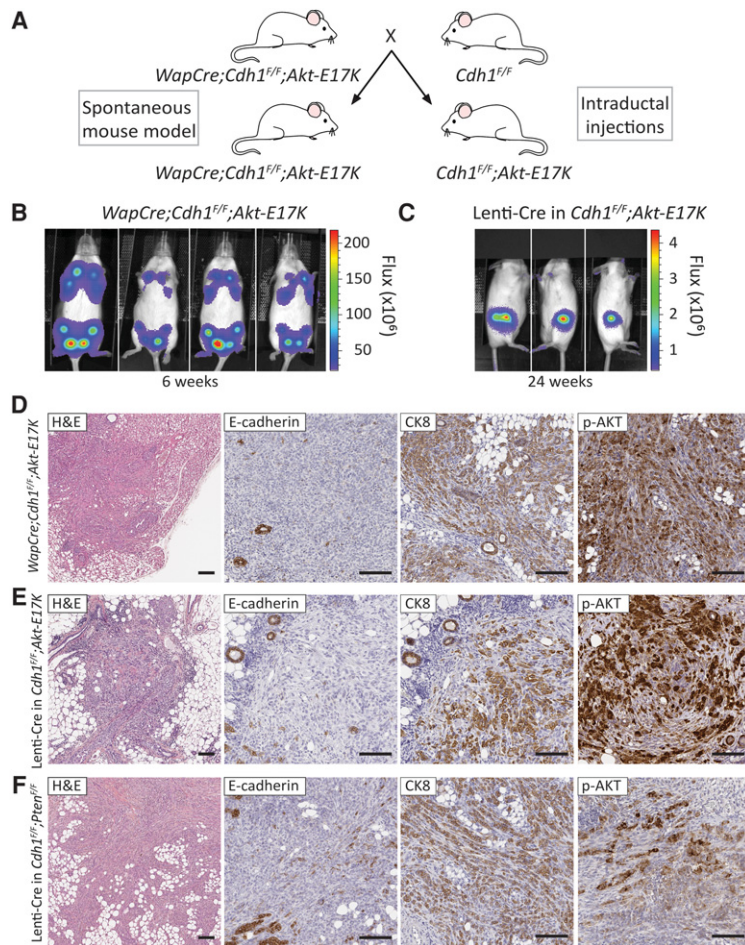 A
X
WapCre;Cdh1F/F;Akt-E17K
Cdh1F/F
Spontaneous
mouse model
Intraductal
injections
WapCre;Cdh1F/F;Akt-E17K
Cdh1F/F;Akt-E17K
B
WapCre;Cdh1F/F;Akt-E17K
200
150
100
50
Flux (x10⁶)
6 weeks
C
Lenti-Cre in Cdh1F/F;Akt-E17K
4
3
2
1
Flux (x10⁶)
24 weeks
D
WapCre;Cdh1F/F;Akt-E17K
H&E
E-cadherin
CK8
p-AKT
E
Lenti-Cre in Cdh1F/F;Akt-E17K
H&E
E-cadherin
CK8
p-AKT
F
Lenti-Cre in Cdh1F/F;PtenF/F
H&E
E-cadherin
CK8
p-AKT